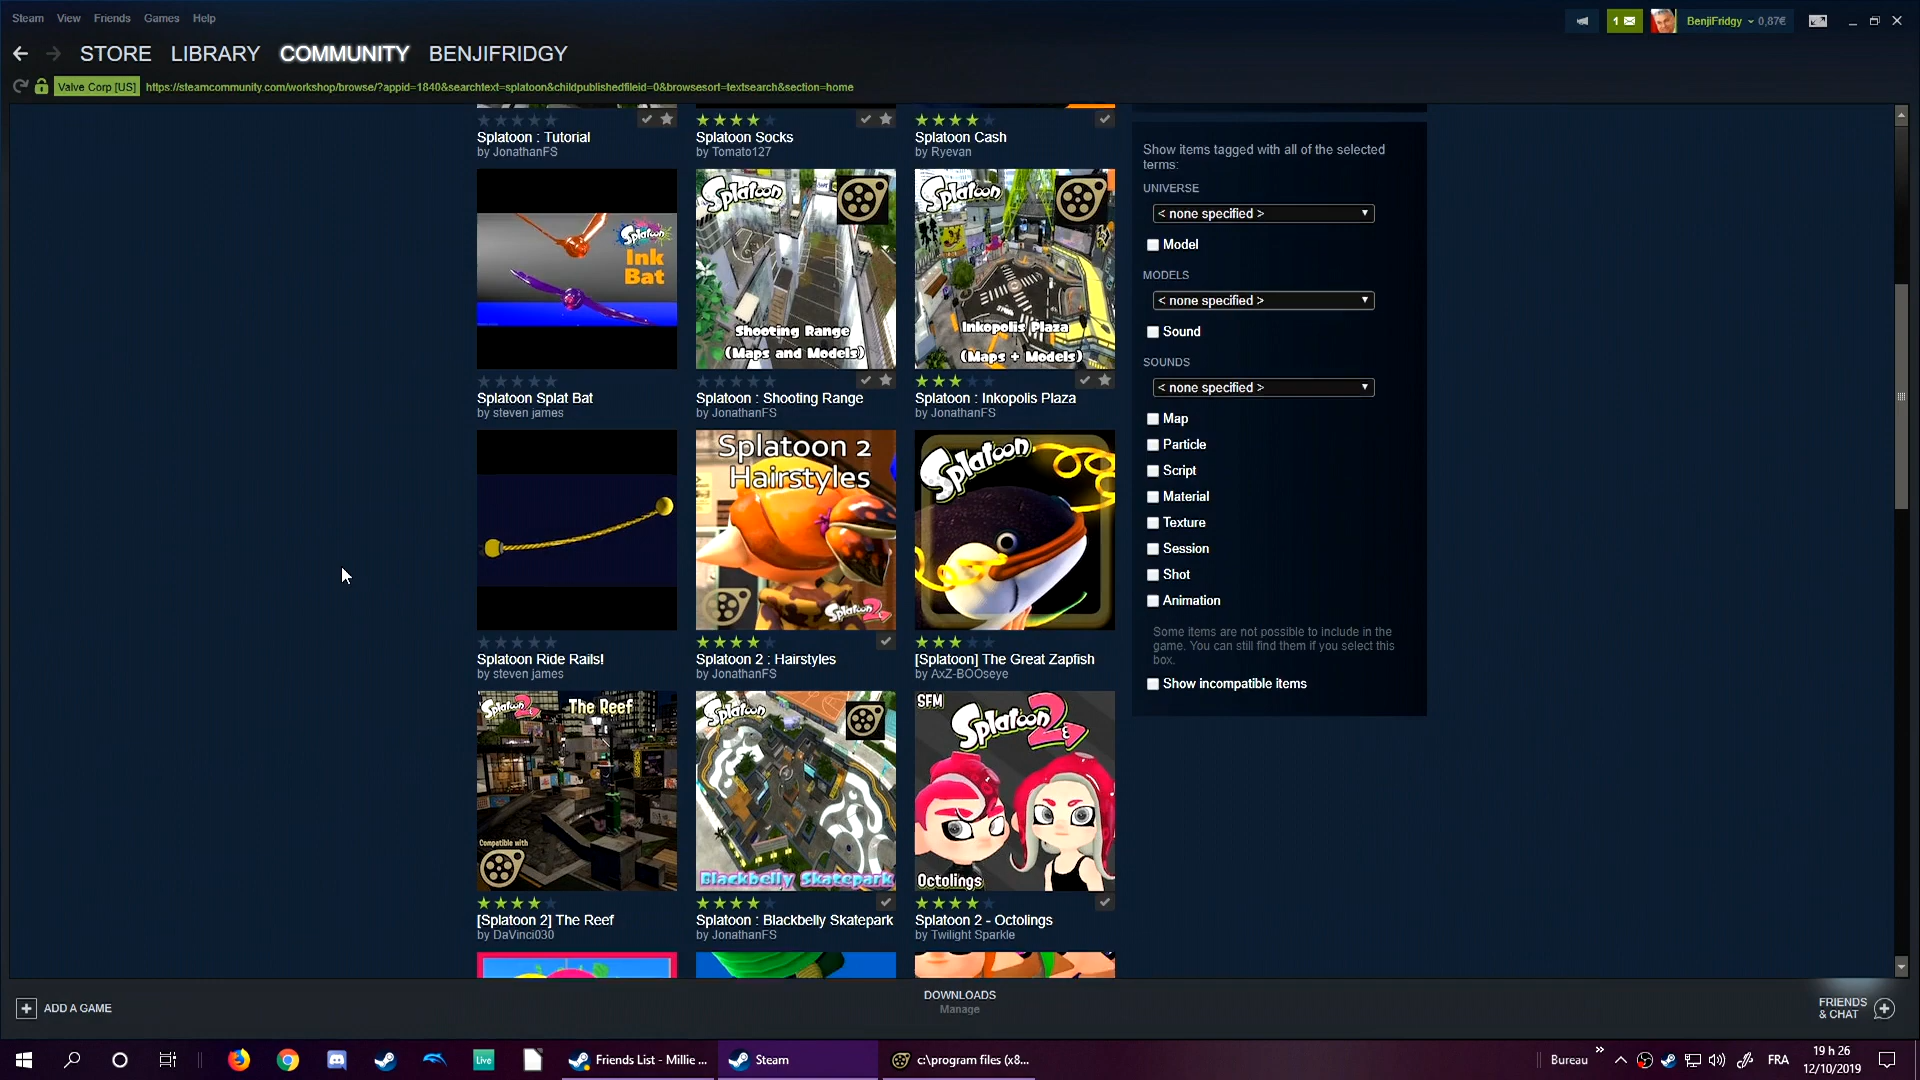 Steam View Friends Games Help
1 BenjiFridgy 0,87€
STORE LIBRARY COMMUNITY BENJIFRIDGY
Valve Corp [US] https://steamcommunity.com/workshop/browse/?appid=1840&searchtext=splatoon&childpublishedfileid=0&browsesort=textsearch&section=home
Splatoon : Tutorial
by JonathanFS
Splatoon Socks
by Tomato127
Splatoon Cash
by Ryevan
Splatoon
Ink
Bat
Splatoon Splat Bat
by steven james
Splatoon
Shooting Range
(Maps and Models)
Splatoon : Shooting Range
by JonathanFS
Splatoon
Inkopolis Plaza
(Maps + Models)
Splatoon : Inkopolis Plaza
by JonathanFS
Splatoon Ride Rails!
by steven james
Splatoon 2
Hairstyles
Splatoon 2
Splatoon 2 : Hairstyles
by JonathanFS
Splatoon
[Splatoon] The Great Zapfish
by AxZ-BOOseye
Splatoon 2 The Reef
Compatible with
[Splatoon 2] The Reef
by DaVinci030
Splatoon
Blackbelly Skatepark
Splatoon : Blackbelly Skatepark
by JonathanFS
SFM
Splatoon 2
Octolings
Splatoon 2 - Octolings
by Twilight Sparkle
Show items tagged with all of the selected
terms:
UNIVERSE
< none specified >
Model
MODELS
< none specified >
Sound
SOUNDS
< none specified >
Map
Particle
Script
Material
Texture
Session
Shot
Animation
Some items are not possible to include in the
game. You can still find them if you select this
box.
Show incompatible items
ADD A GAME
DOWNLOADS
Manage
FRIENDS
& CHAT
Live
Friends List - Millie ...
Steam
c:\program files (x8...
Bureau
FRA
19 h 26
12/10/2019